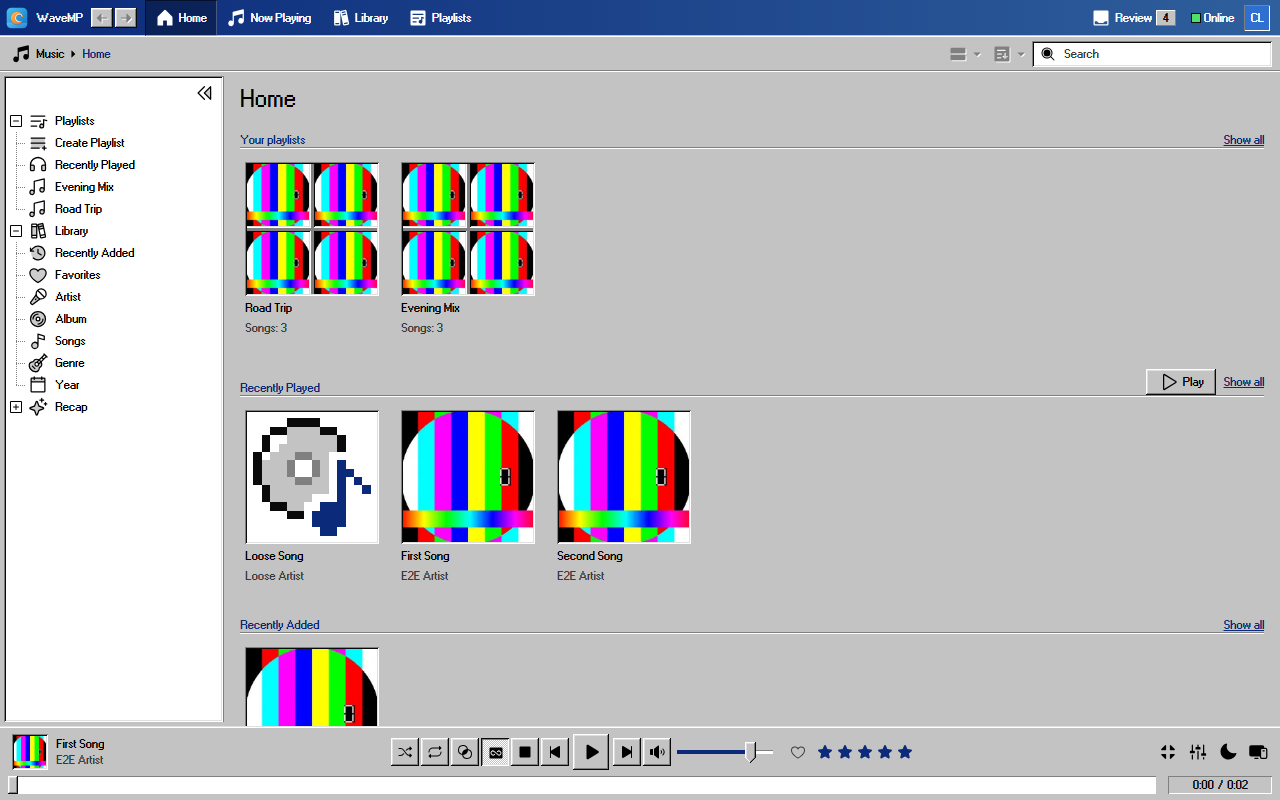 WaveMP
Home
Now Playing
Library
Playlists
Review 4
Online
CL
Music
Home
Search
Playlists
Create Playlist
Recently Played
Evening Mix
Road Trip
Library
Recently Added
Favorites
Artist
Album
Songs
Genre
Year
Recap
Home
Your playlists
Show all
Road Trip
Songs: 3
Evening Mix
Songs: 3
Recently Played
Play
Show all
Loose Song
Loose Artist
First Song
E2E Artist
Second Song
E2E Artist
Recently Added
Show all
First Song
E2E Artist
0:00 / 0:02